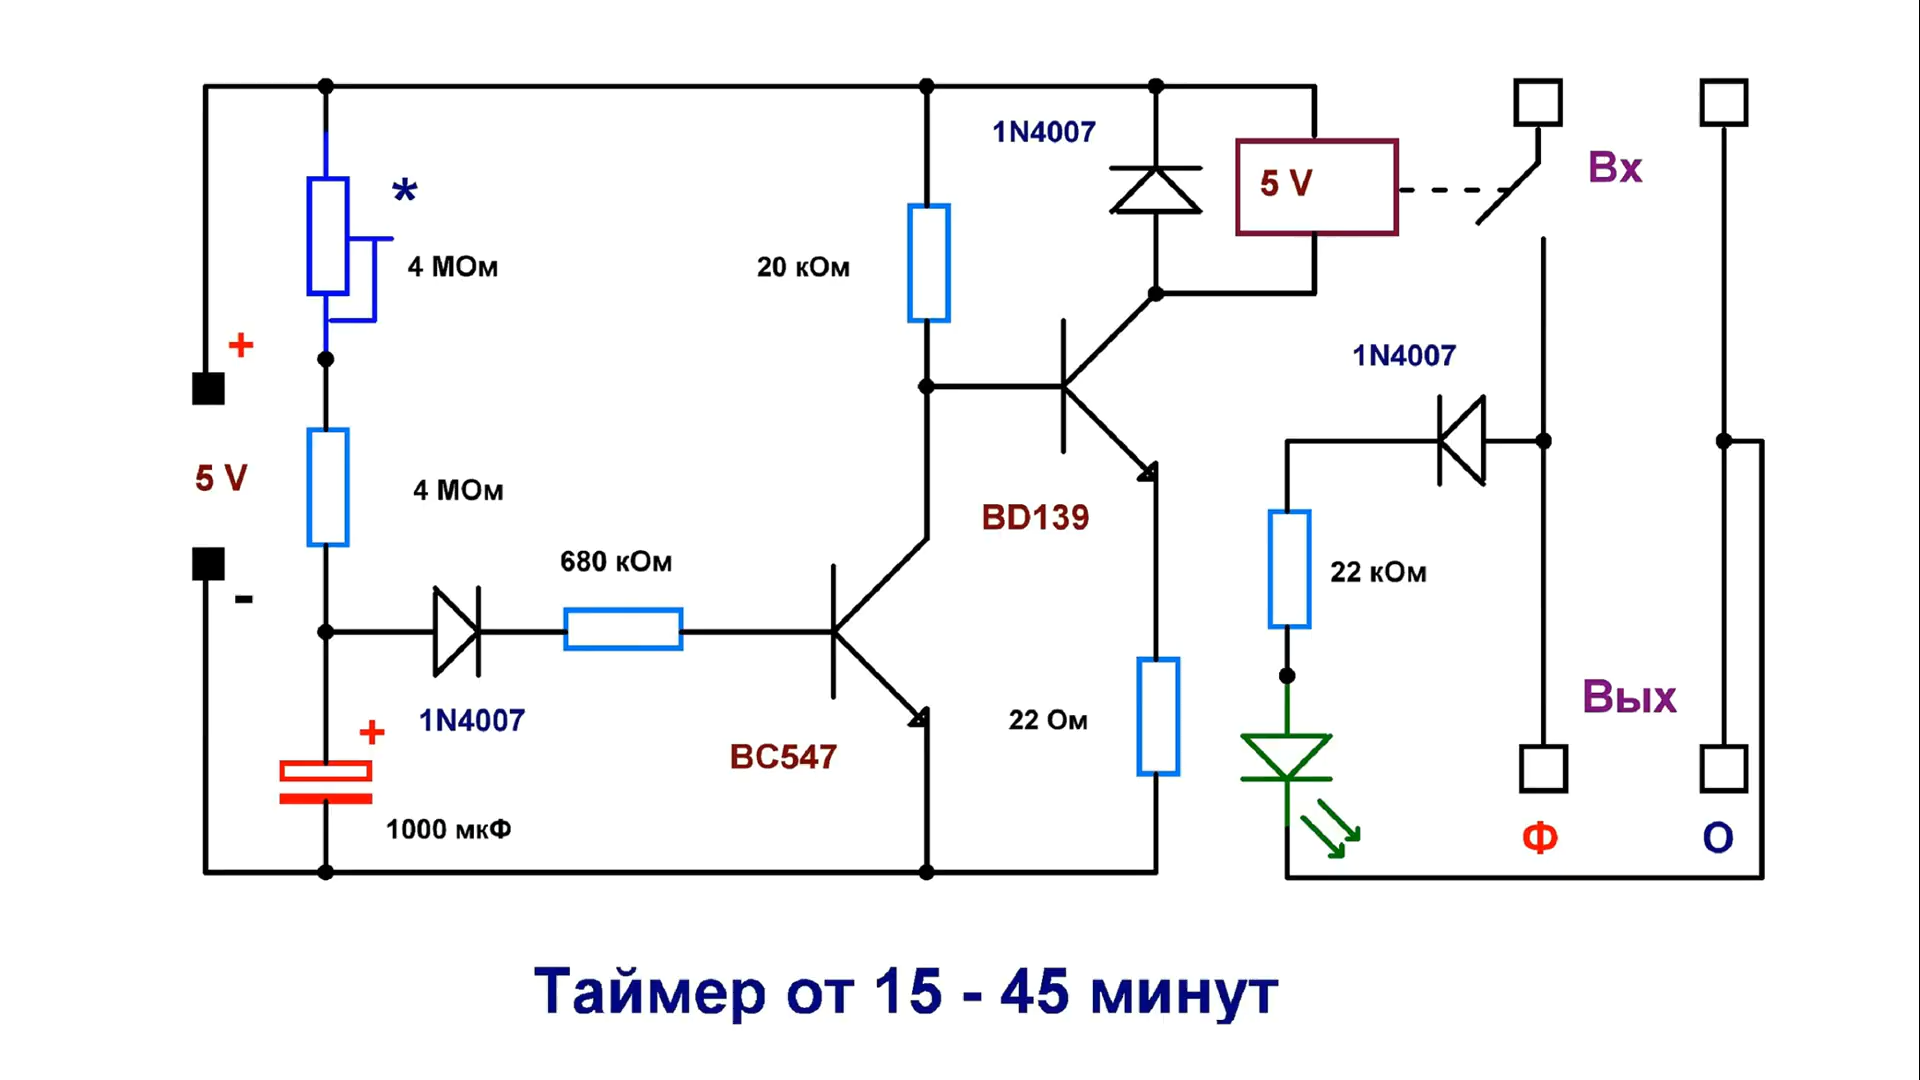 1N4007
5 V
Вх
*
4 МОм
20 кОм
+
1N4007
5 V
4 МОм
BD139
680 кОм
22 кОм
-
1N4007
+
BC547
22 Ом
Вых
1000 мкФ
Ф
О
Таймер от 15 - 45 минут